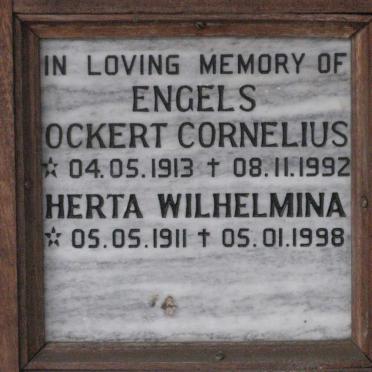 IN LOVING MEMORY OF
ENGELS
OCKERT CORNELIUS
☆ 04.05.1913 † 08.11.1992
HERTA WILHELMINA
☆ 05.05.1911 † 05.01.1998